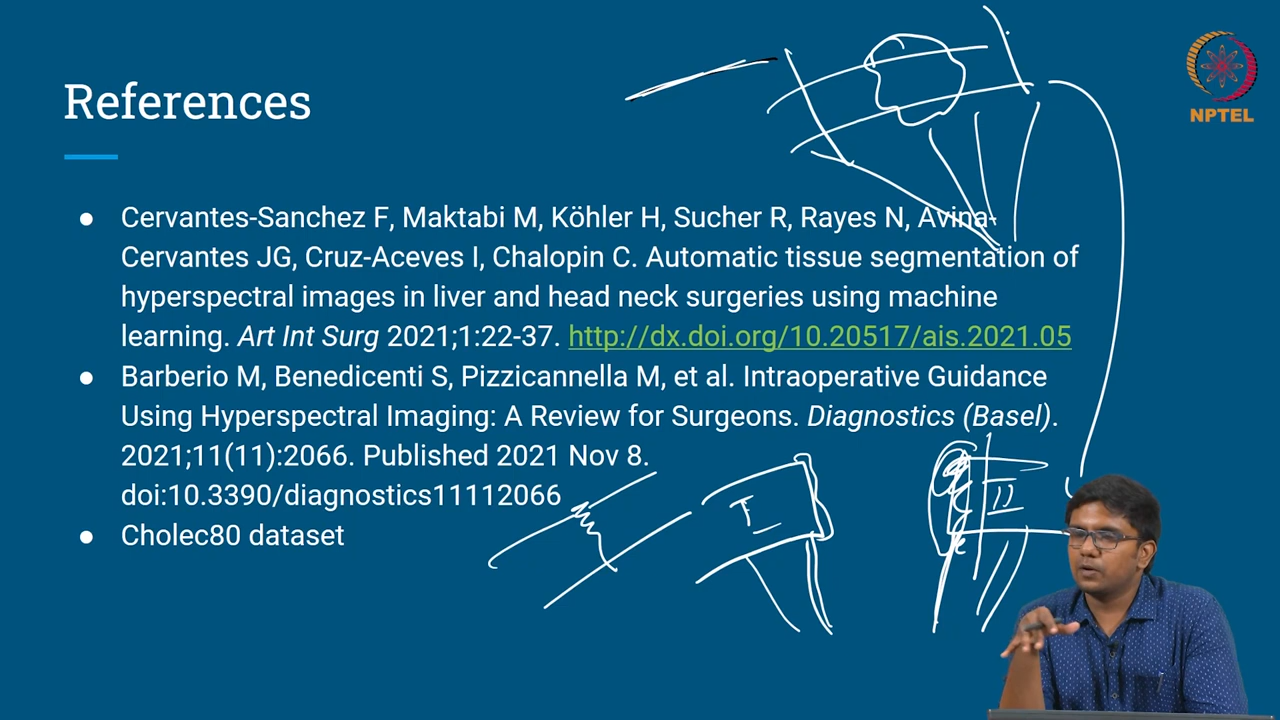 References
NPTEL
● Cervantes-Sanchez F, Maktabi M, Köhler H, Sucher R, Rayes N, Avina-
Cervantes JG, Cruz-Aceves I, Chalopin C. Automatic tissue segmentation of
hyperspectral images in liver and head neck surgeries using machine
learning. Art Int Surg 2021;1:22-37. http://dx.doi.org/10.20517/ais.2021.05
● Barberio M, Benedicenti S, Pizzicannella M, et al. Intraoperative Guidance
Using Hyperspectral Imaging: A Review for Surgeons. Diagnostics (Basel).
2021;11(11):2066. Published 2021 Nov 8.
doi:10.3390/diagnostics11112066
● Cholec80 dataset
I
II